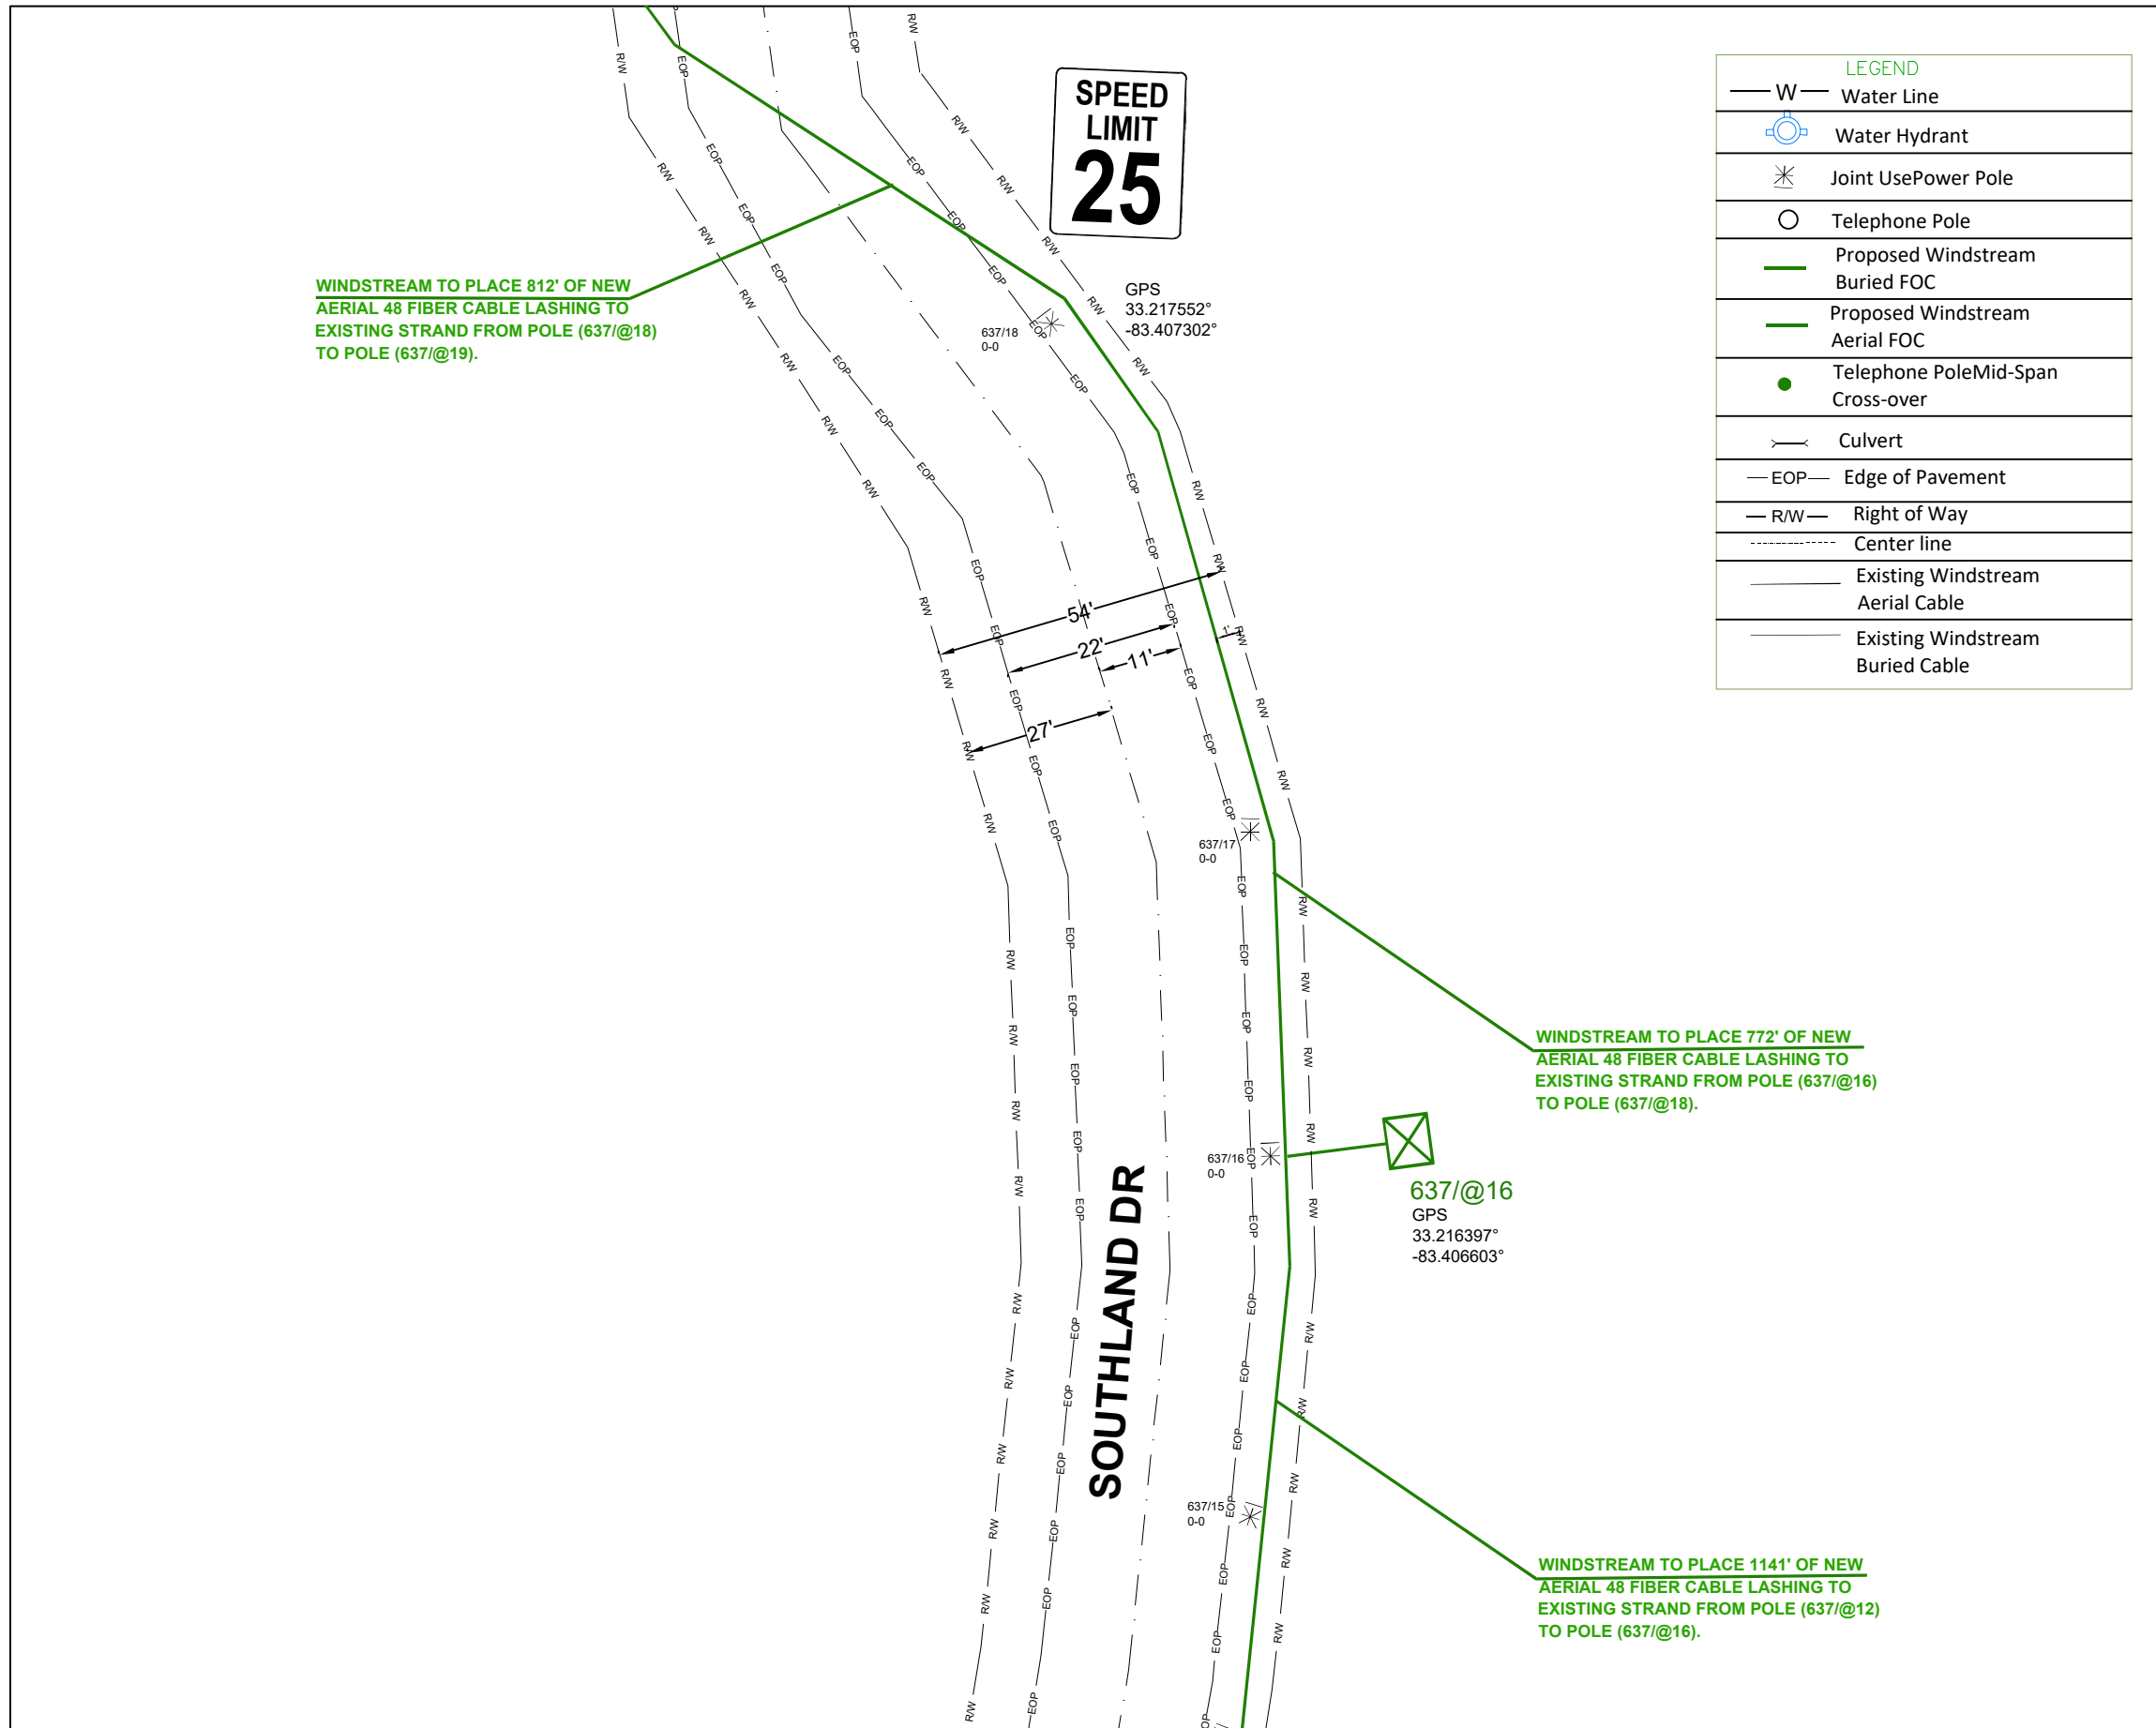 SPEED
LIMIT
25
LEGEND
W Water Line
Water Hydrant
Joint UsePower Pole
Telephone Pole
Proposed Windstream
Buried FOC
Proposed Windstream
Aerial FOC
Telephone PoleMid-Span
Cross-over
Culvert
EOP Edge of Pavement
R/W Right of Way
Center line
Existing Windstream
Aerial Cable
Existing Windstream
Buried Cable
WINDSTREAM TO PLACE 812' OF NEW
AERIAL 48 FIBER CABLE LASHING TO
EXISTING STRAND FROM POLE (637/@18)
TO POLE (637/@19).
GPS
33.217552°
-83.407302°
637/18
0-0
54'
22'
11'
27'
637/17
0-0
WINDSTREAM TO PLACE 772' OF NEW
AERIAL 48 FIBER CABLE LASHING TO
EXISTING STRAND FROM POLE (637/@16)
TO POLE (637/@18).
637/16
0-0
637/@16
GPS
33.216397°
-83.406603°
SOUTHLAND DR
637/15
0-0
WINDSTREAM TO PLACE 1141' OF NEW
AERIAL 48 FIBER CABLE LASHING TO
EXISTING STRAND FROM POLE (637/@12)
TO POLE (637/@16).
R/W
EOP
EOP
R/W